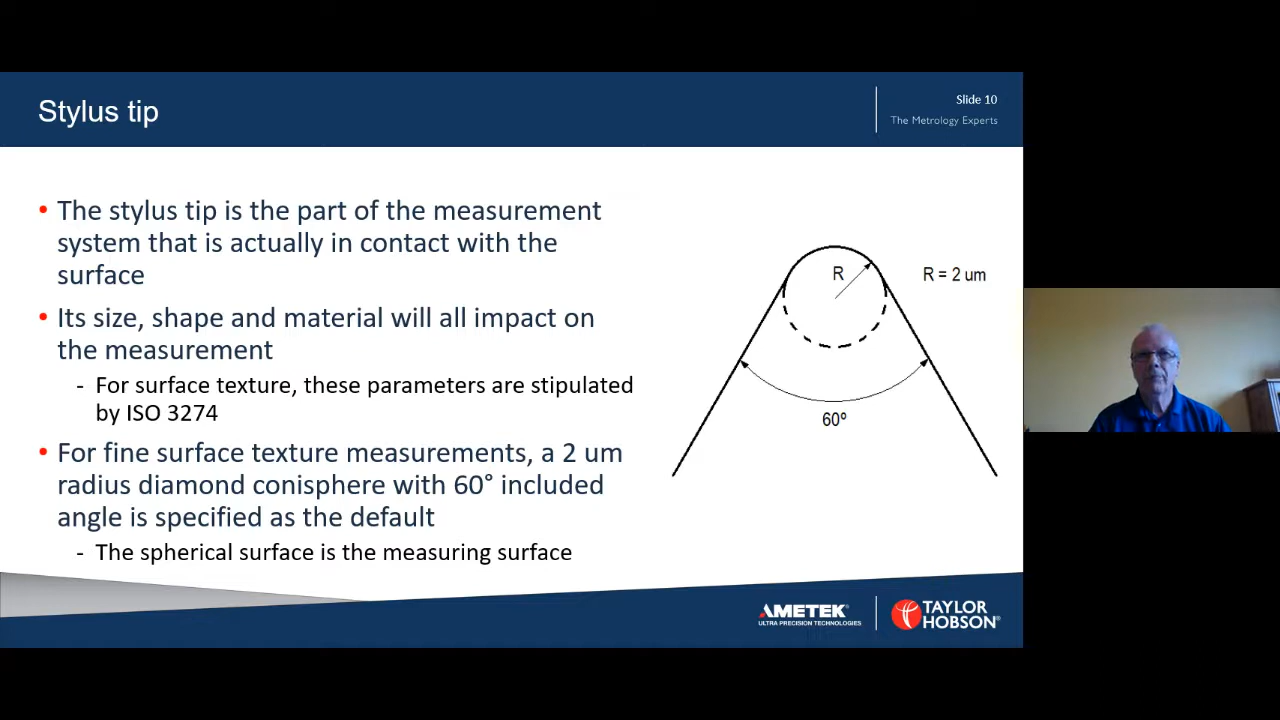 Stylus tip
Slide 10
The Metrology Experts
• The stylus tip is the part of the measurement
system that is actually in contact with the
surface
• Its size, shape and material will all impact on
the measurement
- For surface texture, these parameters are stipulated
by ISO 3274
• For fine surface texture measurements, a 2 um
radius diamond conisphere with 60° included
angle is specified as the default
- The spherical surface is the measuring surface
R
R = 2 um
60º
AMETEK®
ULTRA PRECISION TECHNOLOGIES
TAYLOR
HOBSON®